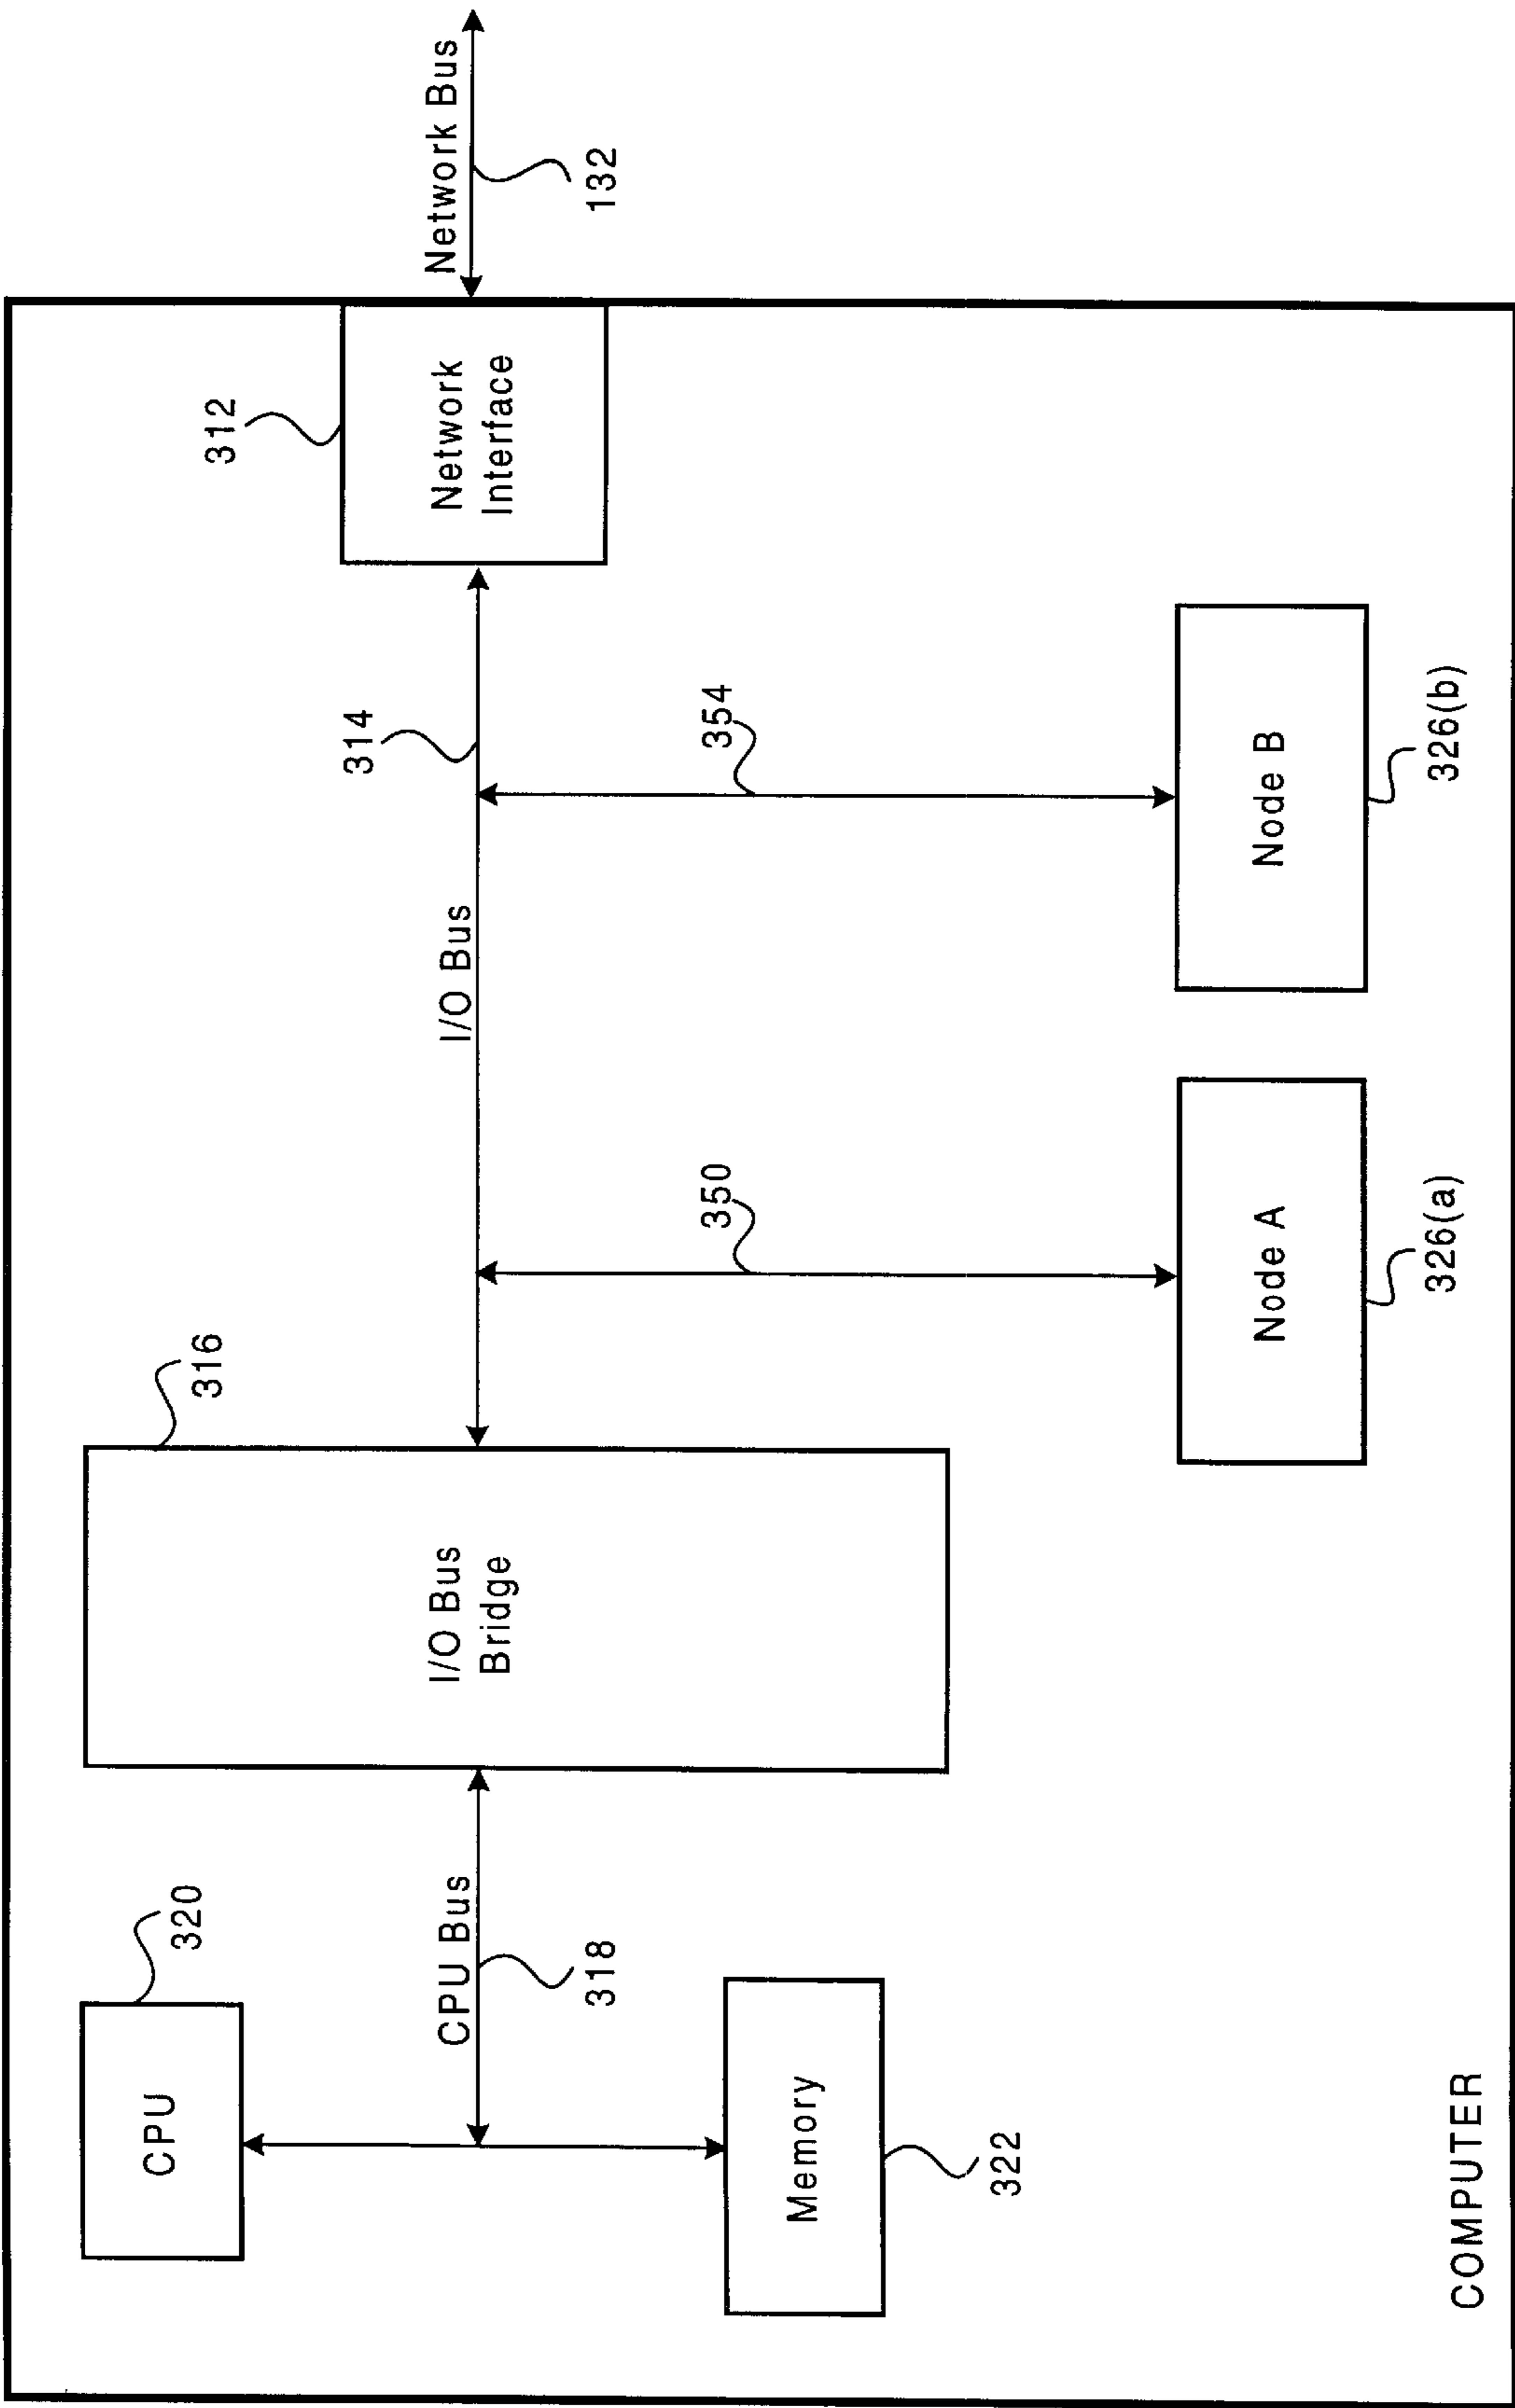 CPU
320
316
312
CPU Bus
318
I/O Bus
Bridge
I/O Bus
314
Network
Interface
Network Bus
132
Memory
322
350
354
Node A
326(a)
Node B
326(b)
COMPUTER